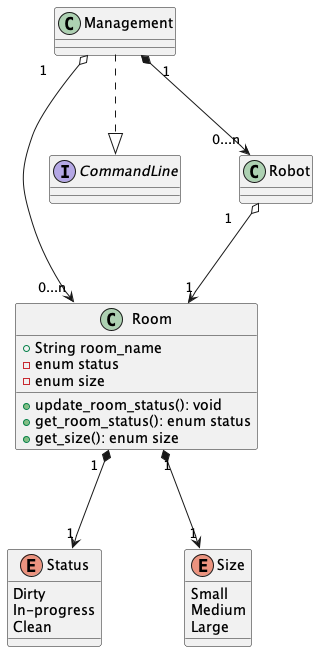 C Management
1
1
I CommandLine
0...n
C Robot
1
0...n
1
C Room
String room_name
enum status
enum size
update_room_status(): void
get_room_status(): enum status
get_size(): enum size
1
1
1
1
E Status
Dirty
In-progress
Clean
E Size
Small
Medium
Large